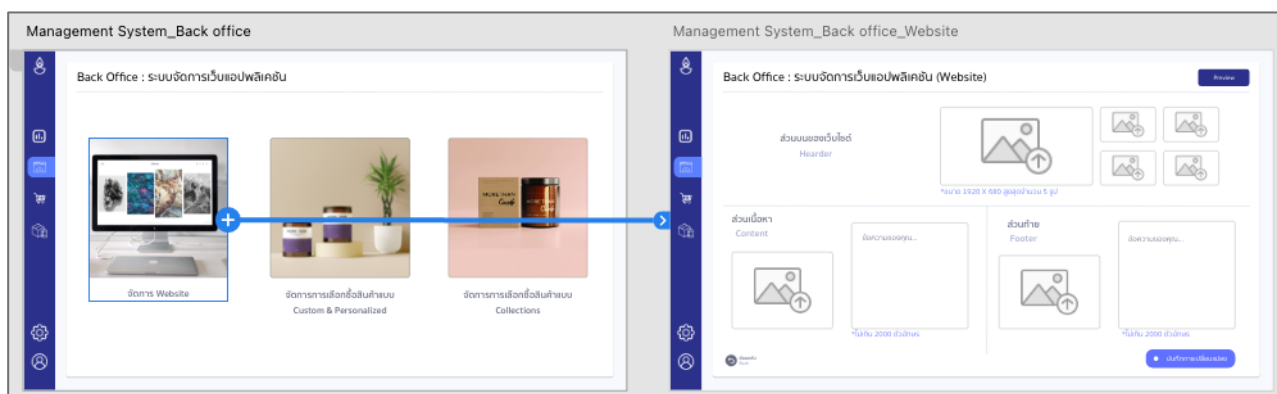 Management System_Back office
Back Office : ระบบจัดการเว็บแอปพลิเคชัน
MORE THAN
Candle
จัดการ Website
จัดการการเลือกซื้อสินค้าแบบ
Custom & Personalized
จัดการการเลือกซื้อสินค้าแบบ
Collections
Management System_Back office_Website
Back Office : ระบบจัดการเว็บแอปพลิเคชัน (Website)
Preview
ส่วนบนของเว็บไซต์
Hearder
*ขนาด 1920 X 680 สูงสุดจำนวน 5 รูป
ส่วนเนื้อหา
Content
ข้อความของคุณ...
*ไม่เกิน 2000 ตัวอักษร
ส่วนท้าย
Footer
ข้อความของคุณ...
*ไม่เกิน 2000 ตัวอักษร
บันทึกการเปลี่ยนแปลง